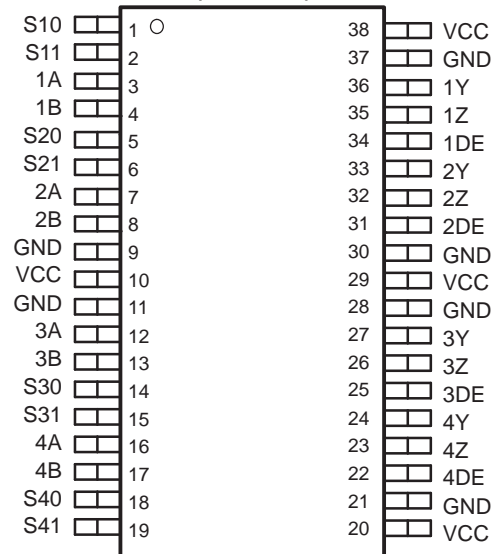 S10 1 38 VCC
S11 2 37 GND
1A 3 36 1Y
1B 4 35 1Z
S20 5 34 1DE
S21 6 33 2Y
2A 7 32 2Z
2B 8 31 2DE
GND 9 30 GND
VCC 10 29 VCC
GND 11 28 GND
3A 12 27 3Y
3B 13 26 3Z
S30 14 25 3DE
S31 15 24 4Y
4A 16 23 4Z
4B 17 22 4DE
S40 18 21 GND
S41 19 20 VCC